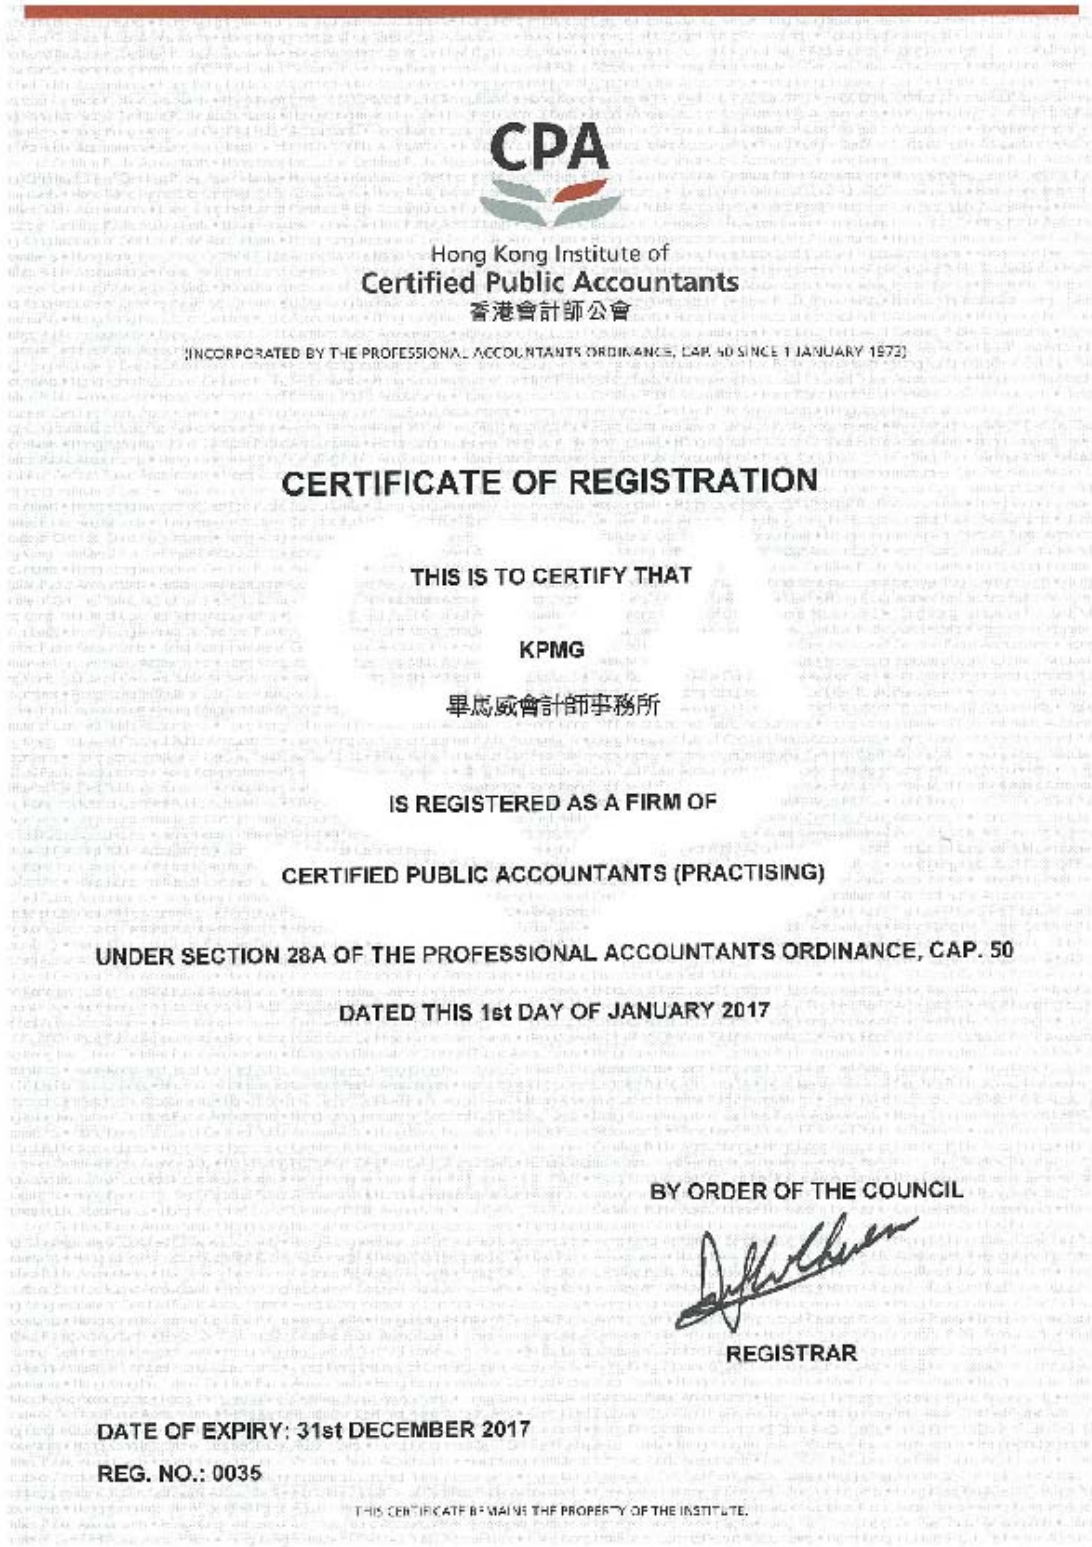 CPA
Hong Kong Institute of
Certified Public Accountants
香港會計師公會
(INCORPORATED BY THE PROFESSIONAL ACCOUNTANTS ORDINANCE, CAP. 50 SINCE 1 JANUARY 1973)
CERTIFICATE OF REGISTRATION
THIS IS TO CERTIFY THAT
KPMG
畢馬威會計師事務所
IS REGISTERED AS A FIRM OF
CERTIFIED PUBLIC ACCOUNTANTS (PRACTISING)
UNDER SECTION 28A OF THE PROFESSIONAL ACCOUNTANTS ORDINANCE, CAP. 50
DATED THIS 1st DAY OF JANUARY 2017
BY ORDER OF THE COUNCIL
REGISTRAR
DATE OF EXPIRY: 31st DECEMBER 2017
REG. NO.: 0035
THIS CERTIFICATE REMAINS THE PROPERTY OF THE INSTITUTE.